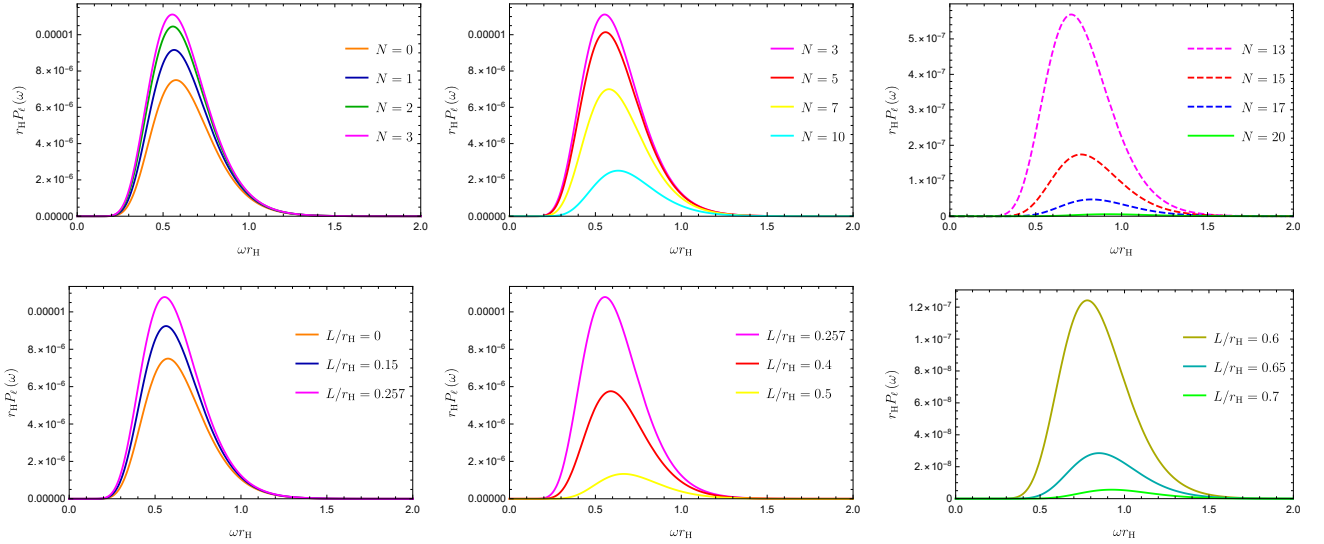 r_H P_ℓ(ω)
0.00001
8.×10⁻⁶
6.×10⁻⁶
4.×10⁻⁶
2.×10⁻⁶
0.00000
0.0 0.5 1.0 1.5 2.0
ωr_H
N = 0
N = 1
N = 2
N = 3
r_H P_ℓ(ω)
0.00001
8.×10⁻⁶
6.×10⁻⁶
4.×10⁻⁶
2.×10⁻⁶
0.00000
0.0 0.5 1.0 1.5 2.0
ωr_H
N = 3
N = 5
N = 7
N = 10
r_H P_ℓ(ω)
5.×10⁻⁷
4.×10⁻⁷
3.×10⁻⁷
2.×10⁻⁷
1.×10⁻⁷
0
0.0 0.5 1.0 1.5 2.0
ωr_H
N = 13
N = 15
N = 17
N = 20
r_H P_ℓ(ω)
0.00001
8.×10⁻⁶
6.×10⁻⁶
4.×10⁻⁶
2.×10⁻⁶
0.00000
0.0 0.5 1.0 1.5 2.0
ωr_H
L/r_H = 0
L/r_H = 0.15
L/r_H = 0.257
r_H P_ℓ(ω)
0.00001
8.×10⁻⁶
6.×10⁻⁶
4.×10⁻⁶
2.×10⁻⁶
0.00000
0.0 0.5 1.0 1.5 2.0
ωr_H
L/r_H = 0.257
L/r_H = 0.4
L/r_H = 0.5
r_H P_ℓ(ω)
1.2×10⁻⁷
1.×10⁻⁷
8.×10⁻⁸
6.×10⁻⁸
4.×10⁻⁸
2.×10⁻⁸
0
0.0 0.5 1.0 1.5 2.0
ωr_H
L/r_H = 0.6
L/r_H = 0.65
L/r_H = 0.7